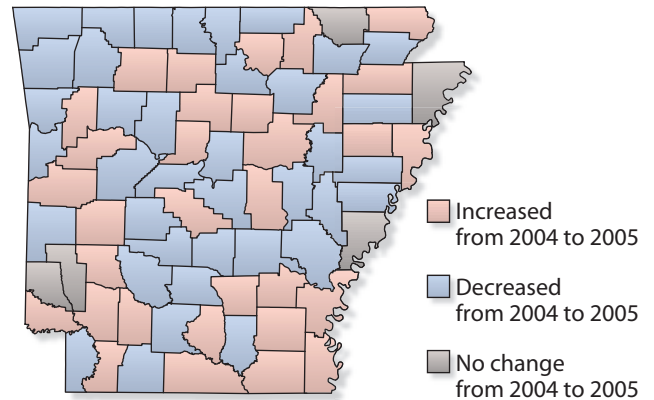 Increased
from 2004 to 2005
Decreased
from 2004 to 2005
No change
from 2004 to 2005